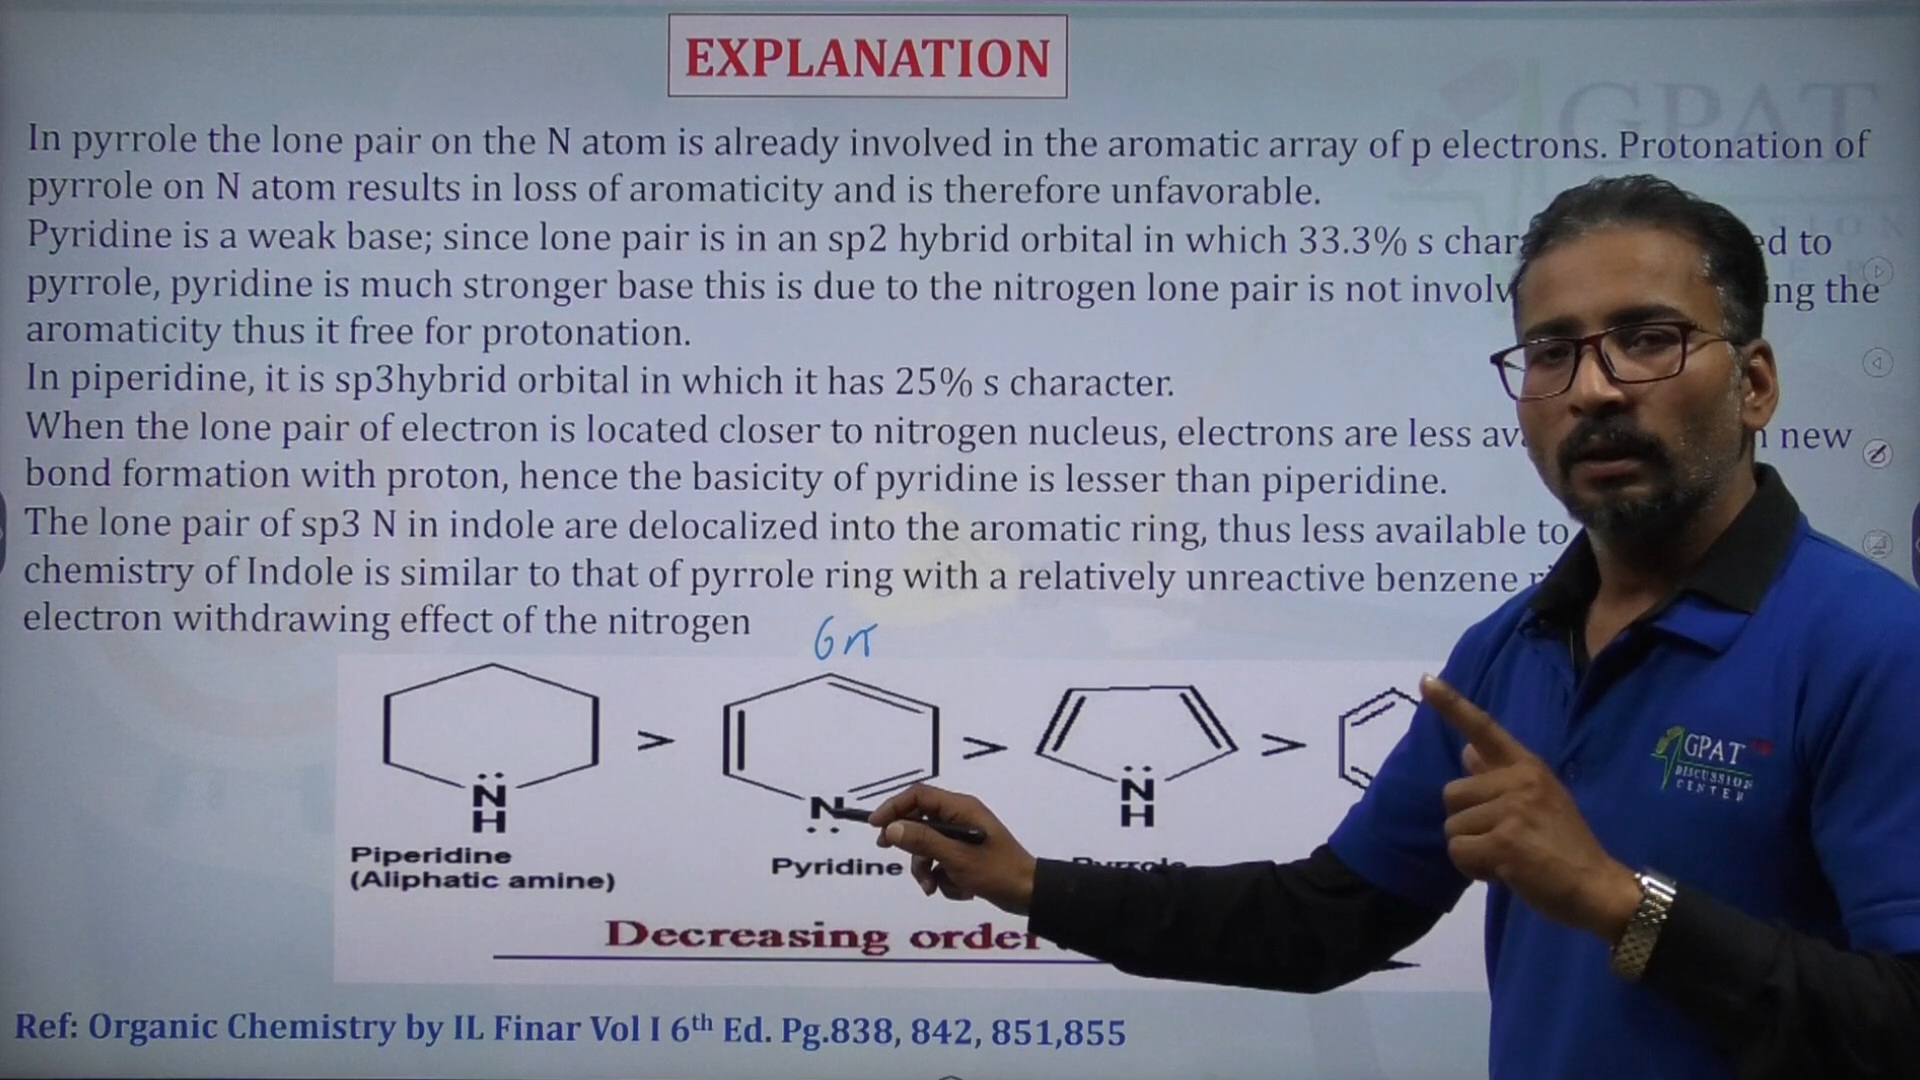 EXPLANATION
In pyrrole the lone pair on the N atom is already involved in the aromatic array of p electrons. Protonation of
pyrrole on N atom results in loss of aromaticity and is therefore unfavorable.
Pyridine is a weak base; since lone pair is in an sp2 hybrid orbital in which 33.3% s to
pyrrole, pyridine is much stronger base this is due to the nitrogen lone pair is not the
aromaticity thus it free for protonation.
In piperidine, it is sp3hybrid orbital in which it has 25% s character.
When the lone pair of electron is located closer to nitrogen nucleus, electrons are less new
bond formation with proton, hence the basicity of pyridine is lesser than piperidine.
The lone pair of sp3 N in indole are delocalized into the aromatic ring, thus less available to
chemistry of Indole is similar to that of pyrrole ring with a relatively unreactive benzene
electron withdrawing effect of the nitrogen
6π
> > >
N N N
H H
Piperidine Pyridine
(Aliphatic amine)
Decreasing order
Ref: Organic Chemistry by IL Finar Vol I 6th Ed. Pg.838, 842, 851,855
GPAT
GPAT
DISCUSSION
CENTER